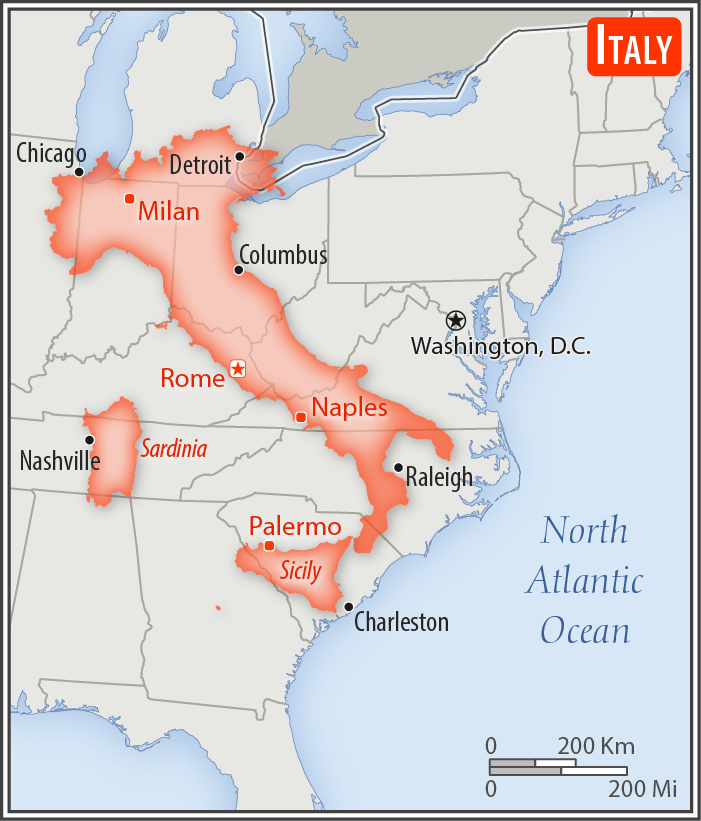 ITALY
Chicago
Detroit
Milan
Columbus
Washington, D.C.
Rome
Naples
Sardinia
Nashville
Raleigh
Palermo
Sicily
Charleston
North
Atlantic
Ocean
0 200 Km
0 200 Mi